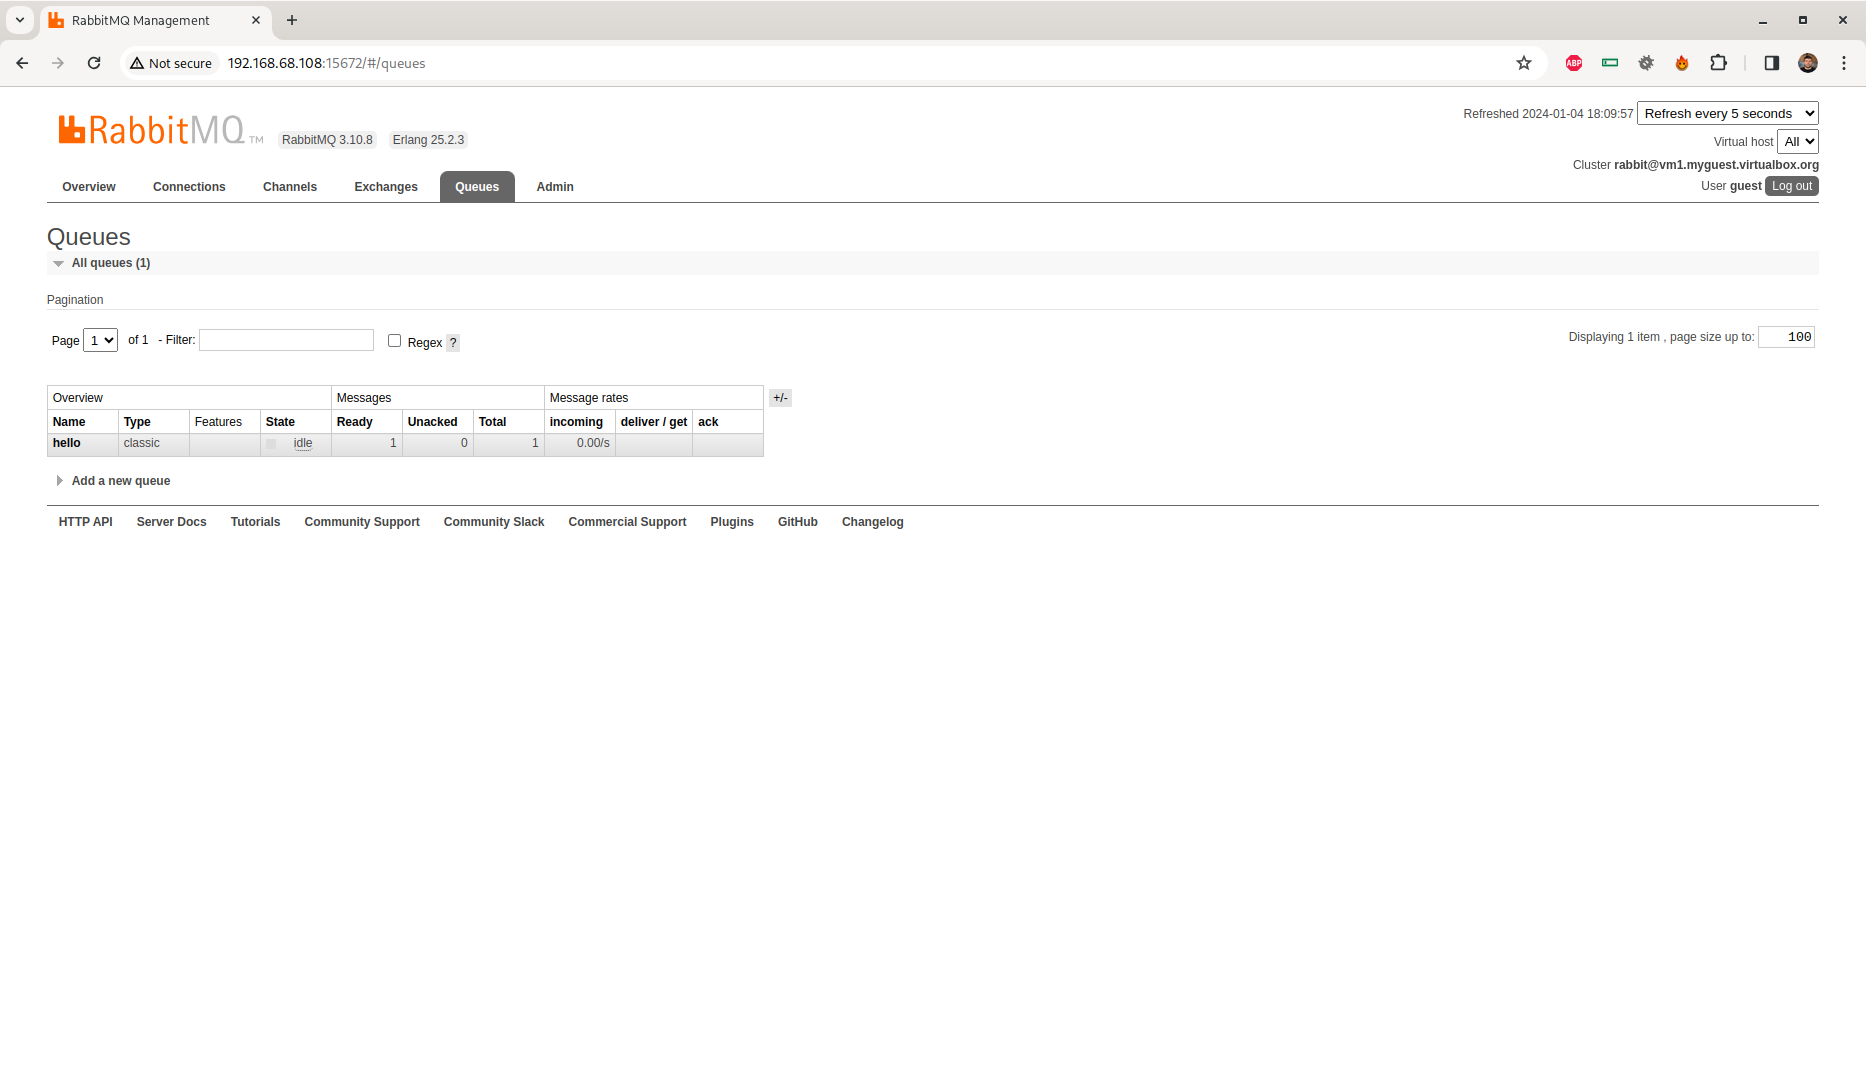 RabbitMQ Management
Not secure 192.168.68.108:15672/#/queues
ABP
RabbitMQ TM RabbitMQ 3.10.8 Erlang 25.2.3
Refreshed 2024-01-04 18:09:57 Refresh every 5 seconds
Virtual host All
Cluster rabbit@vm1.myguest.virtualbox.org
User guest Log out
Overview Connections Channels Exchanges Queues Admin
Queues
All queues (1)
Pagination
Page 1 of 1 - Filter: Regex ?
Displaying 1 item , page size up to: 100
Overview Messages Message rates +/-
Name Type Features State Ready Unacked Total incoming deliver / get ack
hello classic idle 1 0 1 0.00/s
Add a new queue
HTTP API Server Docs Tutorials Community Support Community Slack Commercial Support Plugins GitHub Changelog